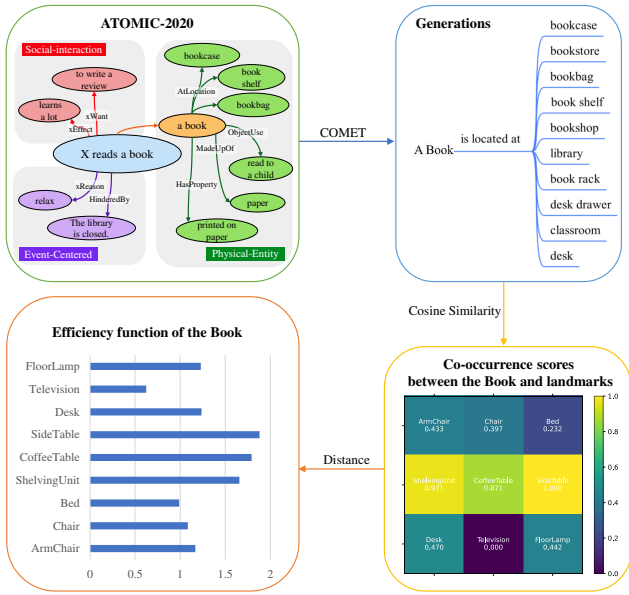 ATOMIC-2020
Social-interaction
to write a
review
learns
a lot
xWant
xEffect
X reads a book
xReason
HinderedBy
relax
The library
is closed.
Event-Centered
bookcase
book
shelf
AtLocation
bookbag
a book
ObjectUse
MadeUpOf
read to
a child
HasProperty
paper
printed on
paper
Physical-Entity
COMET
Generations
A Book
is located at
bookcase
bookstore
bookbag
book shelf
bookshop
library
book rack
desk drawer
classroom
desk
Cosine Similarity
Co-occurrence scores
between the Book and landmarks
ArmChair
0.433
Chair
0.397
Bed
0.232
ShelvingUnit
0.971
CoffeeTable
0.871
SideTable
1.000
Desk
0.470
Television
0.000
FloorLamp
0.442
1.0
0.8
0.6
0.4
0.2
0.0
Distance
Efficiency function of the Book
FloorLamp
Television
Desk
SideTable
CoffeeTable
ShelvingUnit
Bed
Chair
ArmChair
0 0.5 1 1.5 2